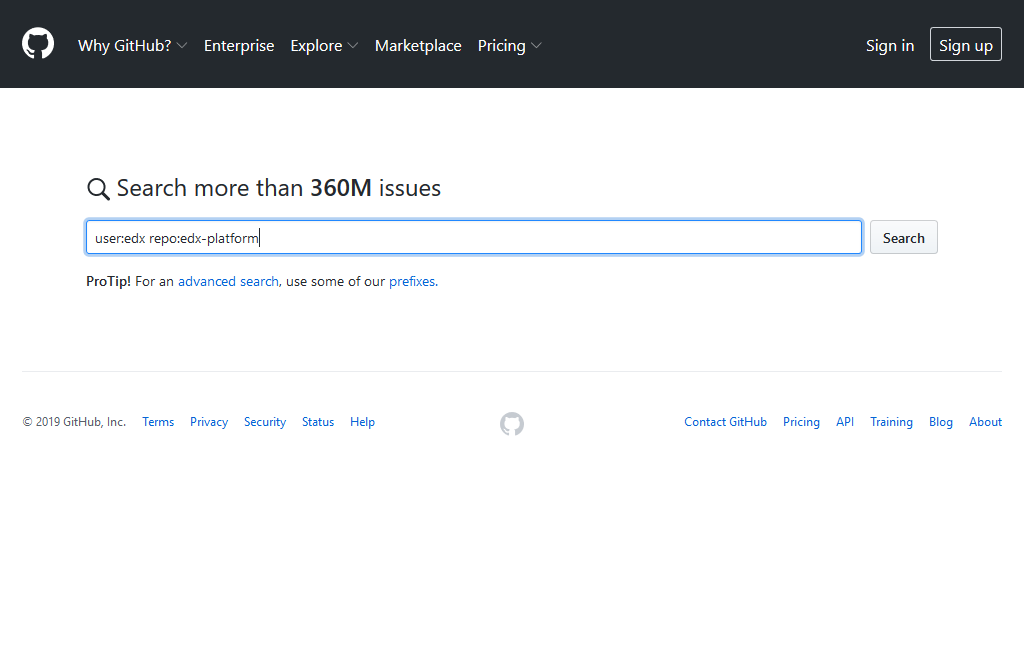 Why GitHub? Enterprise Explore Marketplace Pricing Sign in Sign up
Search more than 360M issues
user:edx repo:edx-platform Search
ProTip! For an advanced search, use some of our prefixes.
© 2019 GitHub, Inc. Terms Privacy Security Status Help Contact GitHub Pricing API Training Blog About